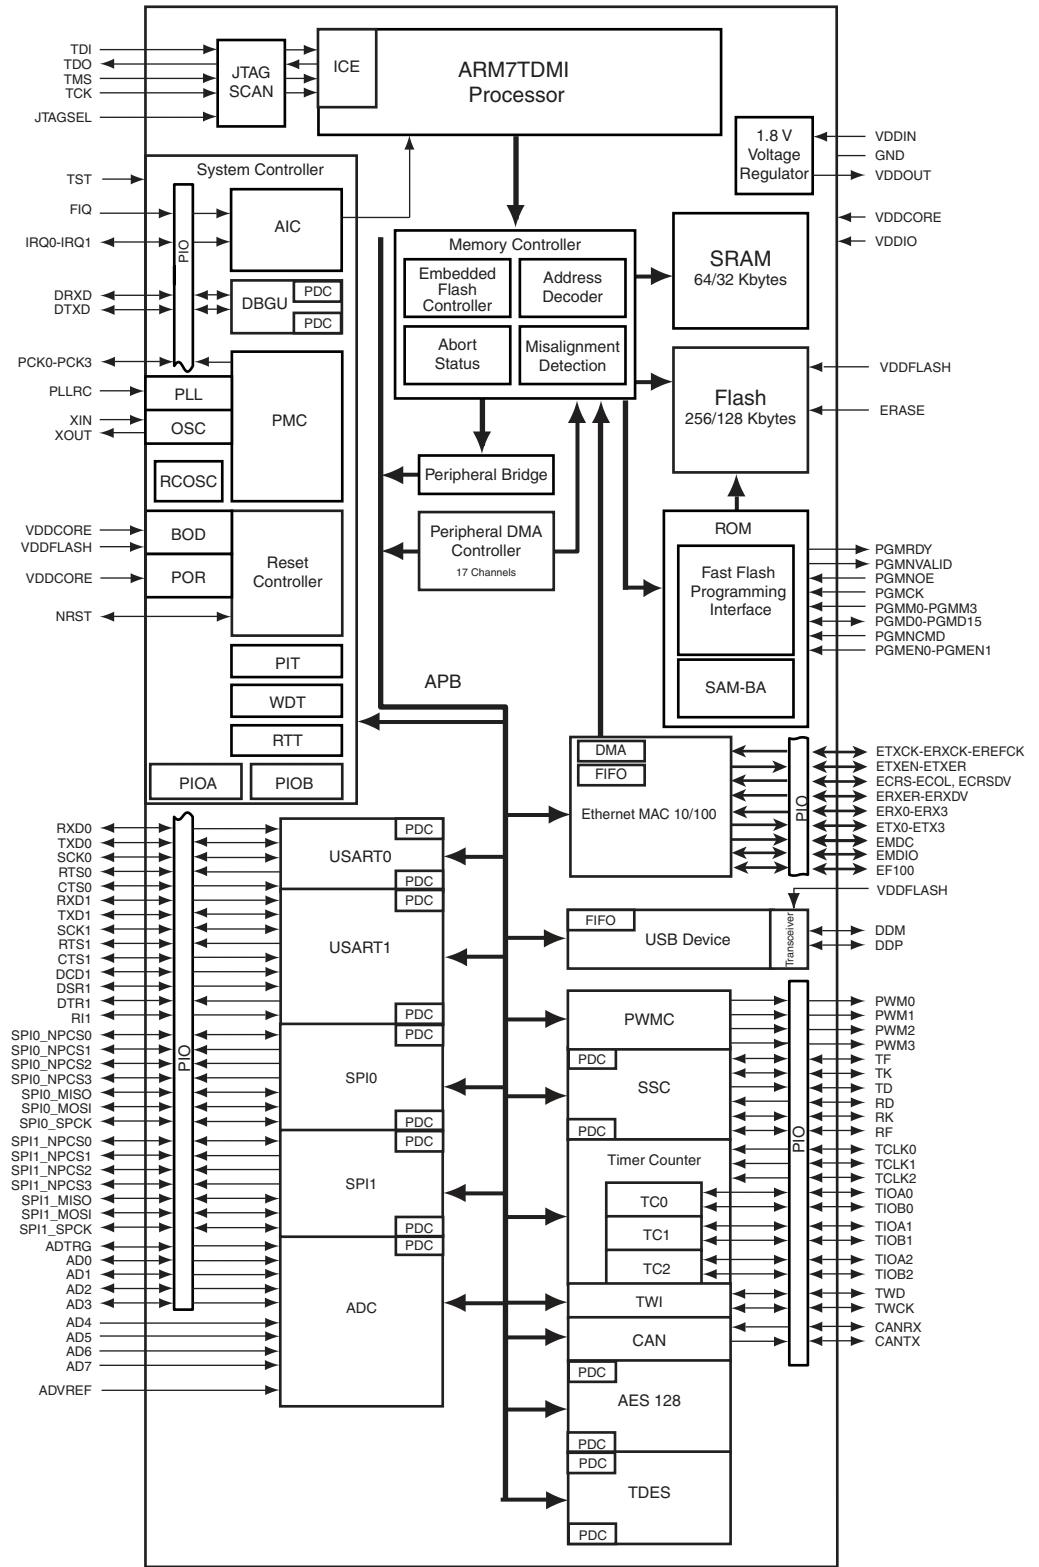 TDI
TDO
TMS
TCK
JTAGSEL
JTAG
SCAN
ICE
ARM7TDMI
Processor
1.8 V
Voltage
Regulator
VDDIN
GND
VDDOUT
VDDCORE
VDDIO
System Controller
TST
FIQ
IRQ0-IRQ1
PIO
AIC
DRXD
DTXD
DBGU
PDC
PDC
PCK0-PCK3
PLLRC
PLL
XIN
XOUT
OSC
RCOSC
PMC
VDDCORE
VDDFLASH
BOD
VDDCORE
POR
NRST
Reset
Controller
PIT
WDT
RTT
PIOA
PIOB
Memory Controller
Embedded
Flash
Controller
Address
Decoder
Abort
Status
Misalignment
Detection
SRAM
64/32 Kbytes
Flash
256/128 Kbytes
VDDFLASH
ERASE
Peripheral Bridge
Peripheral DMA
Controller
17 Channels
ROM
Fast Flash
Programming
Interface
SAM-BA
PGMRDY
PGMNVALID
PGMNOE
PGMCK
PGMM0-PGMM3
PGMD0-PGMD15
PGMNCMD
PGMEN0-PGMEN1
APB
DMA
FIFO
Ethernet MAC 10/100
PIO
ETXCK-ERXCK-EREFCK
ETXEN-ETXER
ECRS-ECOL, ECRSDV
ERXER-ERXDV
ERX0-ERX3
ETX0-ETX3
EMDC
EMDIO
EF100
VDDFLASH
FIFO
USB Device
Transceiver
DDM
DDP
RXD0
TXD0
SCK0
RTS0
CTS0
RXD1
TXD1
SCK1
RTS1
CTS1
DCD1
DSR1
DTR1
RI1
SPI0_NPCS0
SPI0_NPCS1
SPI0_NPCS2
SPI0_NPCS3
SPI0_MISO
SPI0_MOSI
SPI0_SPCK
SPI1_NPCS0
SPI1_NPCS1
SPI1_NPCS2
SPI1_NPCS3
SPI1_MISO
SPI1_MOSI
SPI1_SPCK
ADTRG
AD0
AD1
AD2
AD3
AD4
AD5
AD6
AD7
ADVREF
PIO
PDC
USART0
PDC
PDC
USART1
PDC
PDC
SPI0
PDC
PDC
SPI1
PDC
PDC
ADC
PWMC
PDC
SSC
PDC
Timer Counter
TC0
TC1
TC2
TWI
CAN
PDC
AES 128
PDC
PDC
TDES
PDC
PIO
PWM0
PWM1
PWM2
PWM3
TF
TK
TD
RD
RK
RF
TCLK0
TCLK1
TCLK2
TIOA0
TIOB0
TIOA1
TIOB1
TIOA2
TIOB2
TWD
TWCK
CANRX
CANTX